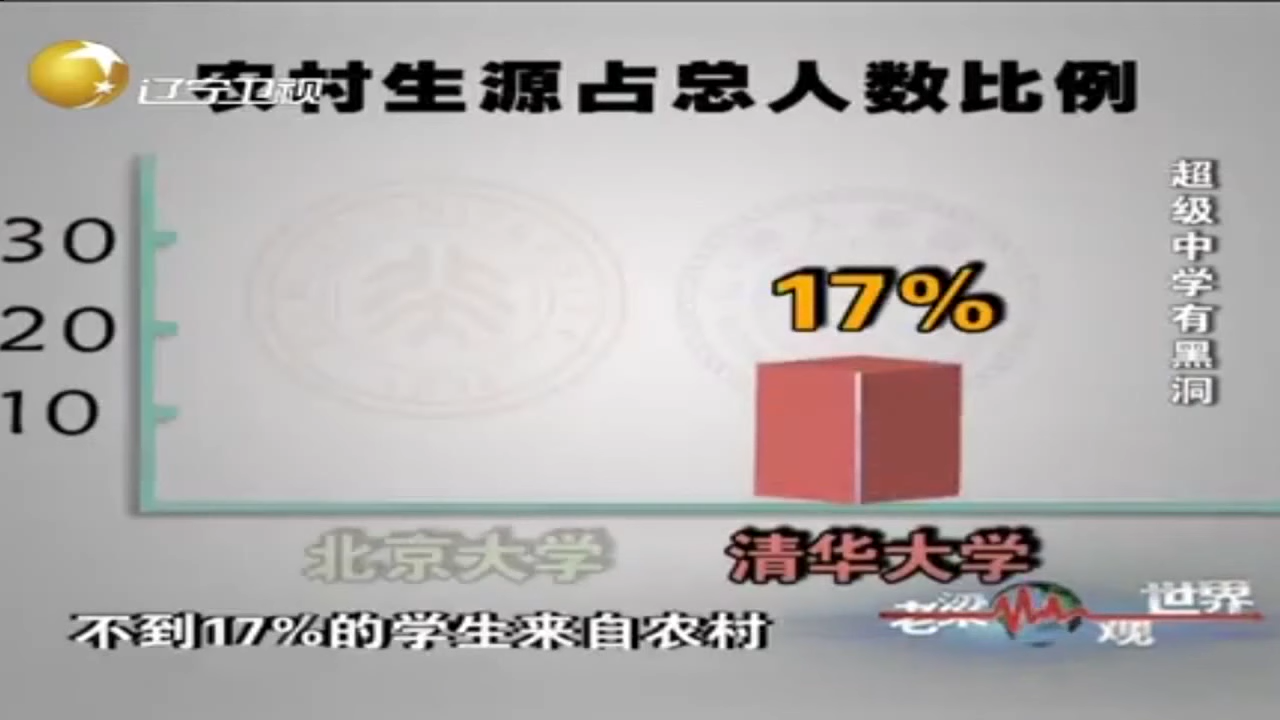 辽宁卫视
农村生源占总人数比例
超级中学有黑洞
30
20
10
17%
北京大学
清华大学
不到17%的学生来自农村
老梁观世界